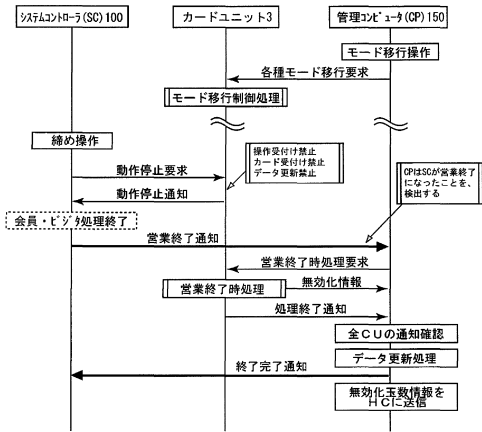 システムコントローラ(SC)100
カードユニット3
管理コンピュータ(CP)150
モード移行操作
各種モード移行要求
モード移行制御処理
締め操作
動作停止要求
操作受付け禁止
カード受付け禁止
データ更新禁止
動作停止通知
CPはSCが営業終了
になったことを、
検出する
会員・ビジタ処理終了
営業終了通知
営業終了時処理要求
営業終了時処理
無効化情報
処理終了通知
全CUの通知確認
データ更新処理
終了完了通知
無効化玉数情報を
HCに送信